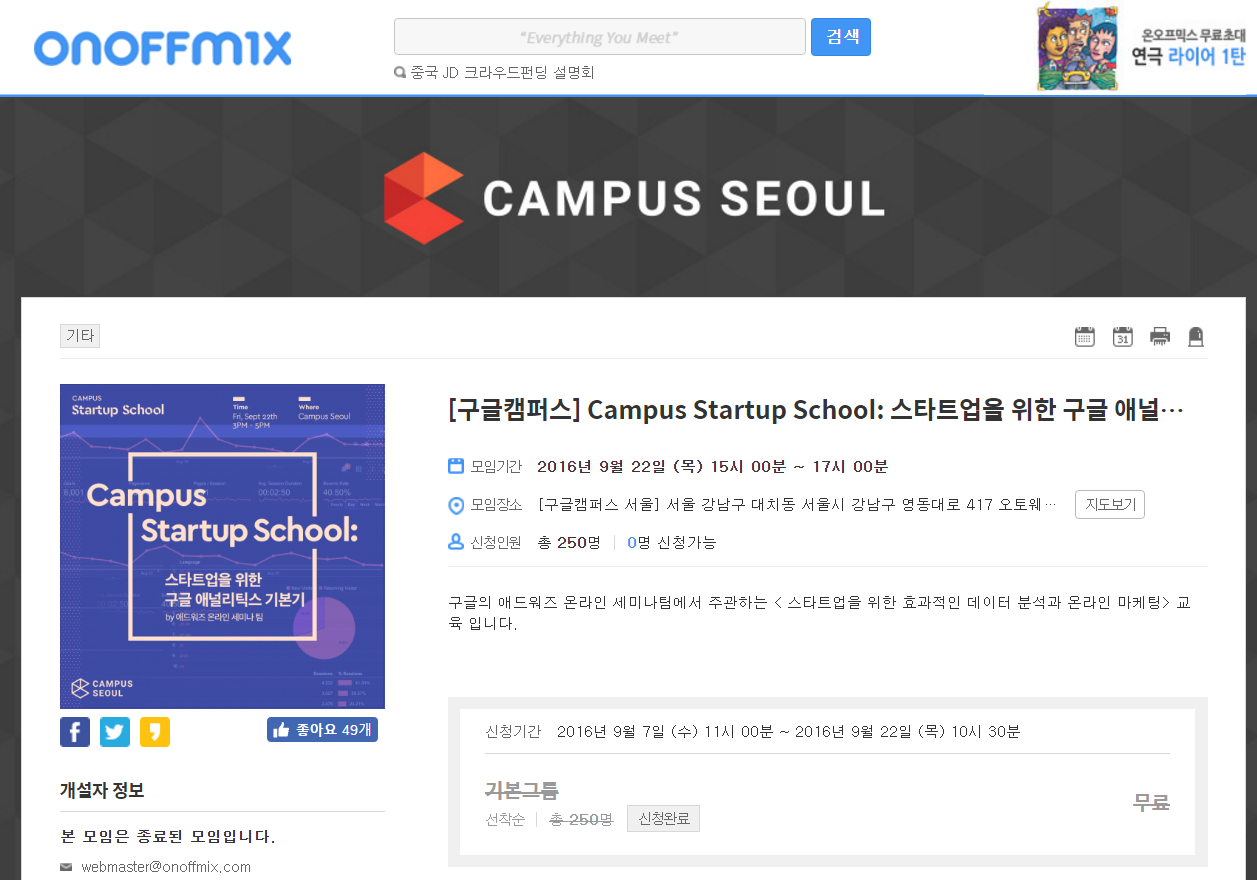 ONOFFMIX
"Everything You Meet"
검색
중국 JD 크라우드펀딩 설명회
온오프믹스 무료초대
연극 라이어 1탄
CAMPUS SEOUL
기타
31
CAMPUS
Startup School
Time
Fri, Sept 22th
3PM - 5PM
Where
Campus Seoul
Campus
Startup School:
스타트업을 위한
구글 애널리틱스 기본기
by 애드워즈 온라인 세미나 팀
CAMPUS
SEOUL
좋아요 49개
개설자 정보
본 모임은 종료된 모임입니다.
webmaster@onoffmix.com
[구글캠퍼스] Campus Startup School: 스타트업을 위한 구글 애널…
모임기간 2016년 9월 22일 (목) 15시 00분 ~ 17시 00분
모임장소 [구글캠퍼스 서울] 서울 강남구 대치동 서울시 강남구 영동대로 417 오토웨… 지도보기
신청인원 총 250명 0명 신청가능
구글의 애드워즈 온라인 세미나팀에서 주관하는 < 스타트업을 위한 효과적인 데이터 분석과 온라인 마케팅> 교
육 입니다.
신청기간 2016년 9월 7일 (수) 11시 00분 ~ 2016년 9월 22일 (목) 10시 30분
기본그룹
무료
선착순 총 250명 신청완료